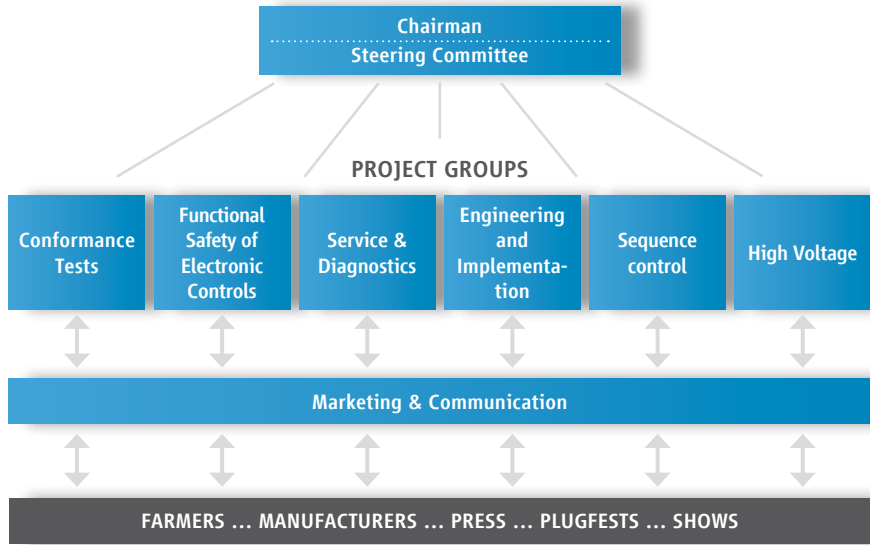 Chairman
Steering Committee
PROJECT GROUPS
Conformance
Tests
Functional
Safety of
Electronic
Controls
Service &
Diagnostics
Engineering
and
Implementa-
tion
Sequence
control
High Voltage
Marketing & Communication
FARMERS ... MANUFACTURERS ... PRESS ... PLUGFESTS ... SHOWS